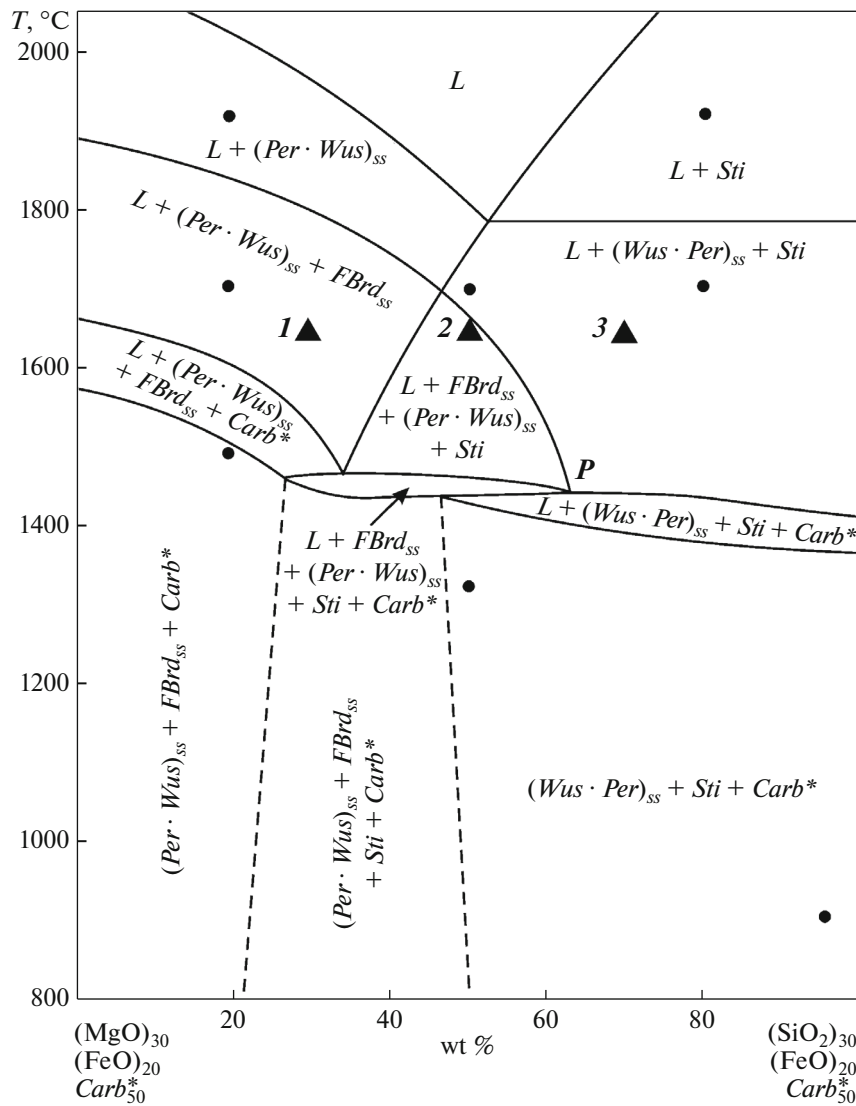 T, °C
2000
L
L + (Per · Wus)ss
L + Sti
1800
L + (Per · Wus)ss + FBrdss
L + (Wus · Per)ss + Sti
1
2
3
1600
L + (Per · Wus)ss
+ FBrdss + Carb*
L + FBrdss
+ (Per · Wus)ss
+ Sti
P
1400
L + (Wus · Per)ss + Sti + Carb*
L + FBrdss
+ (Per · Wus)ss
+ Sti + Carb*
1200
(Per · Wus)ss + FBrdss + Carb*
(Per · Wus)ss + FBrdss
+ Sti + Carb*
(Wus · Per)ss + Sti + Carb*
1000
800
20
40
60
80
wt %
(MgO)30
(FeO)20
Carb*50
(SiO2)30
(FeO)20
Carb*50